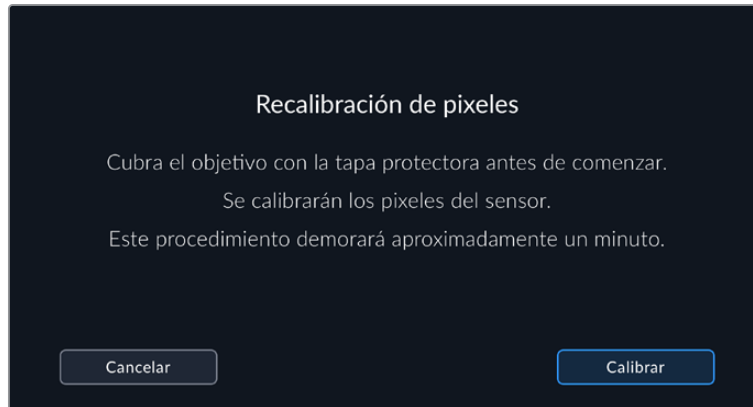 Recalibración de pixeles
Cubra el objetivo con la tapa protectora antes de comenzar.
Se calibrarán los pixeles del sensor.
Este procedimiento demorará aproximadamente un minuto.
Cancelar
Calibrar